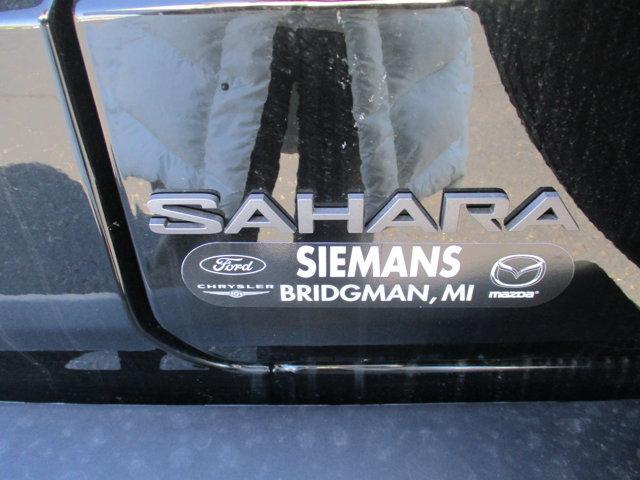 SAHARA
Ford SIEMANS
CHRYSLER BRIDGMAN, MI mazDa